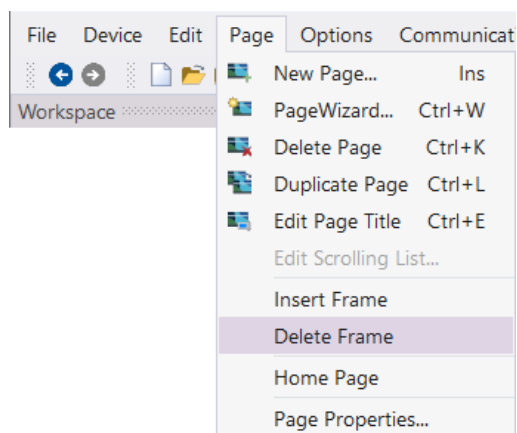 File Device Edit Page Options Communicat
New Page... Ins
Workspace
PageWizard... Ctrl+W
Delete Page Ctrl+K
Duplicate Page Ctrl+L
Edit Page Title Ctrl+E
Edit Scrolling List...
Insert Frame
Delete Frame
Home Page
Page Properties...